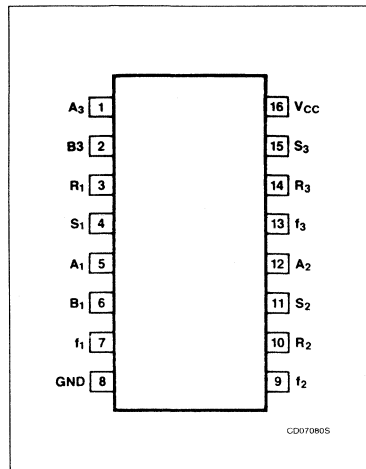 A3 1 16 VCC
B3 2 15 S3
R1 3 14 R3
S1 4 13 f3
A1 5 12 A2
B1 6 11 S2
f1 7 10 R2
GND 8 9 f2
CD07080S